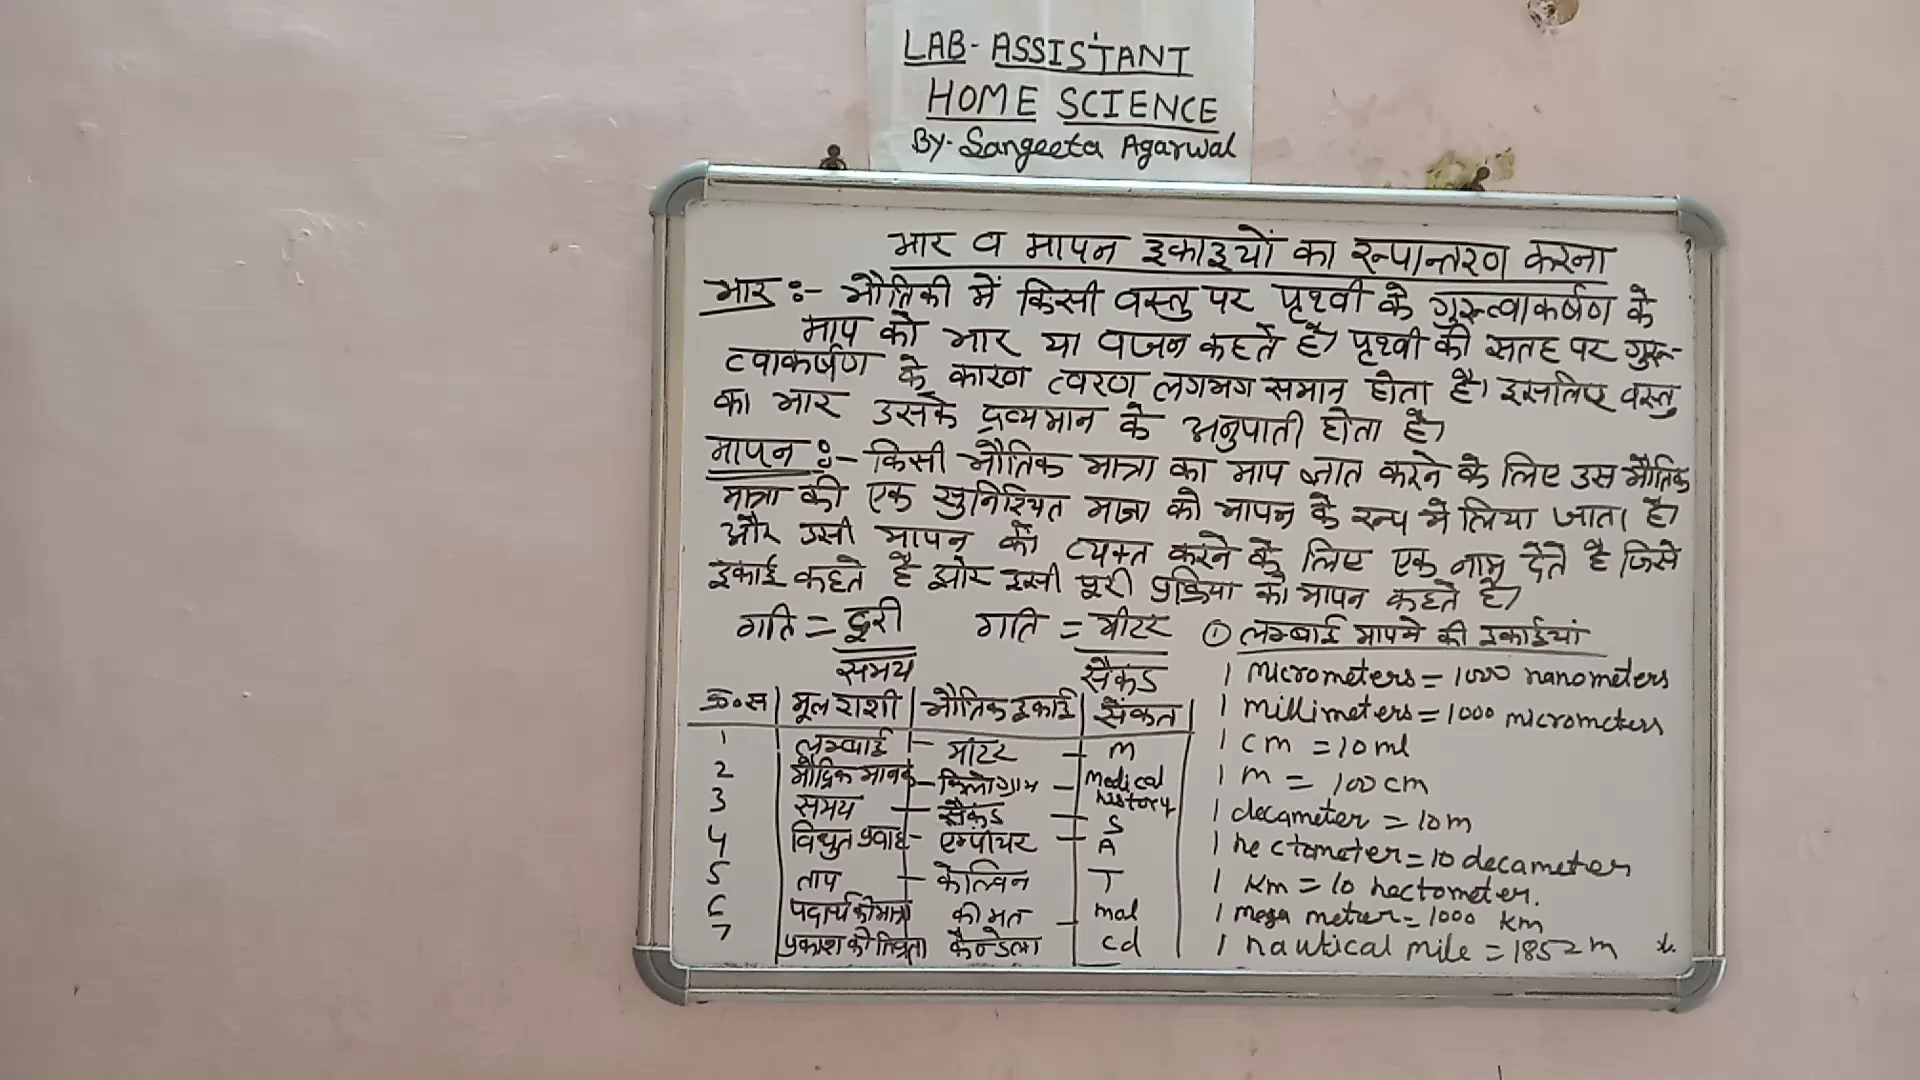 LAB-ASSISTANT
HOME SCIENCE
By-Sangeeta Agarwal
भार व मापन इकाइयों का रूपान्तरण करना
भार :- भौतिकी में किसी वस्तु पर पृथ्वी के गुरुत्वाकर्षण के
माप को भार या वजन कहते है। पृथ्वी की सतह पर गुरु-
त्वाकर्षण के कारण त्वरण लगभग समान होता है। इसलिए वस्तु
का भार उसके द्रव्यमान के अनुपाती होता है।
मापन :- किसी भौतिक मात्रा का माप ज्ञात करने के लिए उस भौतिक
मात्रा की एक सुनिश्चित मात्रा को मापन के रूप मे लिया जाता है।
और उसी मापन को व्यक्त करने के लिए एक नाम देते है जिसे
इकाई कहते है और इसी पूरी प्रक्रिया को मापन कहते है।
गति = दूरी / समय गति = मीटर / सैकंड
क्र०स | मूल राशी | भौतिक इकाई | संकेत |
1 लम्बाई - मीटर - m
2 मौद्रिक मानक - किलोग्राम - medical history
3 समय - सैकंड - S
4 विधुत प्रवाह - एम्पीयर - A
5 ताप - केल्विन - T
6 पदार्थ की मात्रा कीमत - mol
7 प्रकाश की तिव्रता कैन्डेला cd
① लम्बाई मापने की इकाईयां
1 micrometers = 1000 nanometers
1 millimeters = 1000 micrometers
1 cm = 10 ml
1 m = 100 cm
1 decameter = 10 m
1 hectometer = 10 decameter
1 km = 10 hectometer.
1 mega meter = 1000 km
1 nautical mile = 1852 m